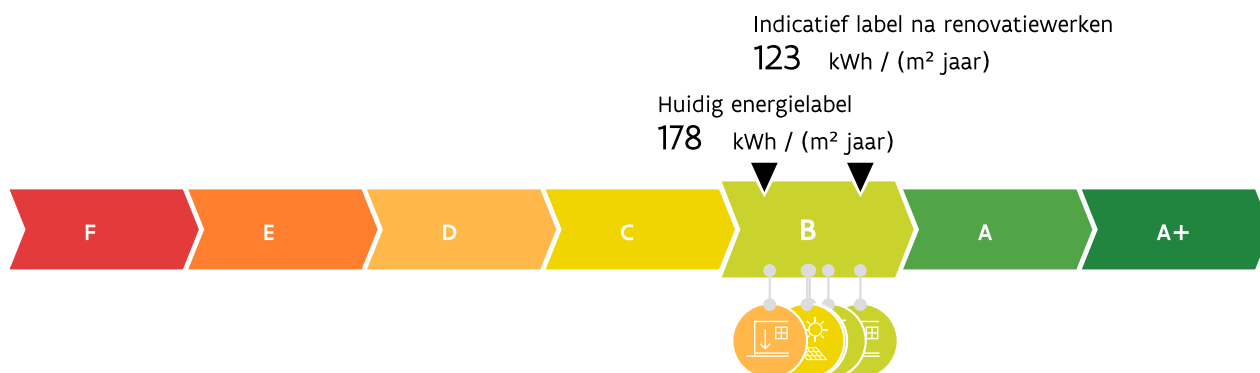 Indicatief label na renovatiewerken
123 kWh / (m² jaar)
Huidig energielabel
178 kWh / (m² jaar)
F E D C B A A+